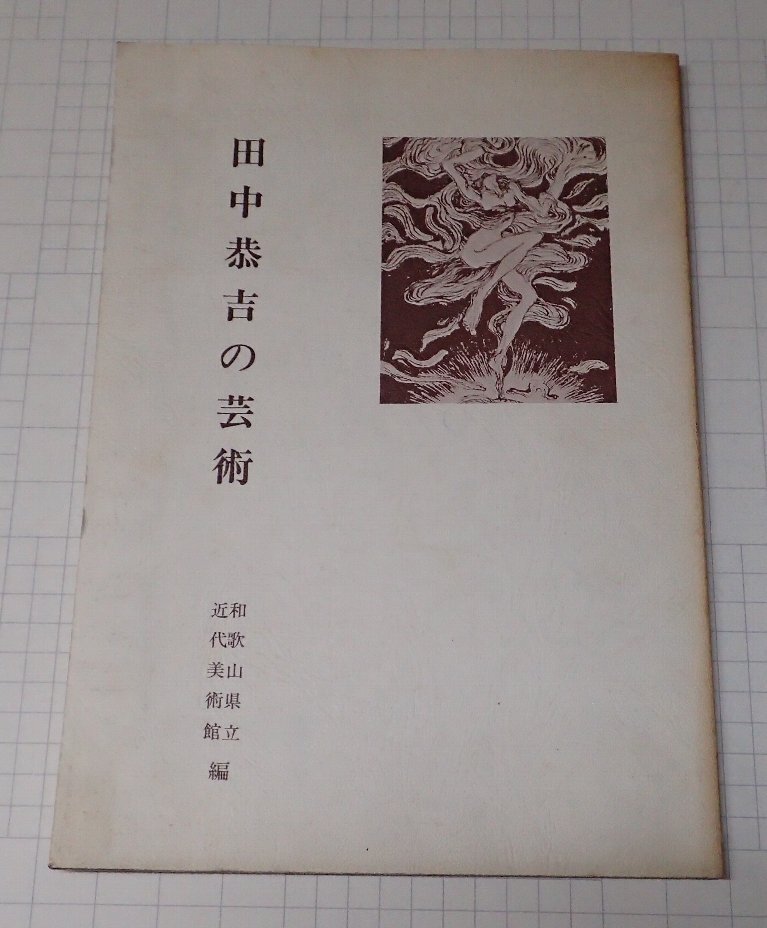 田中恭吉の芸術
和歌山県立
近代美術館
編